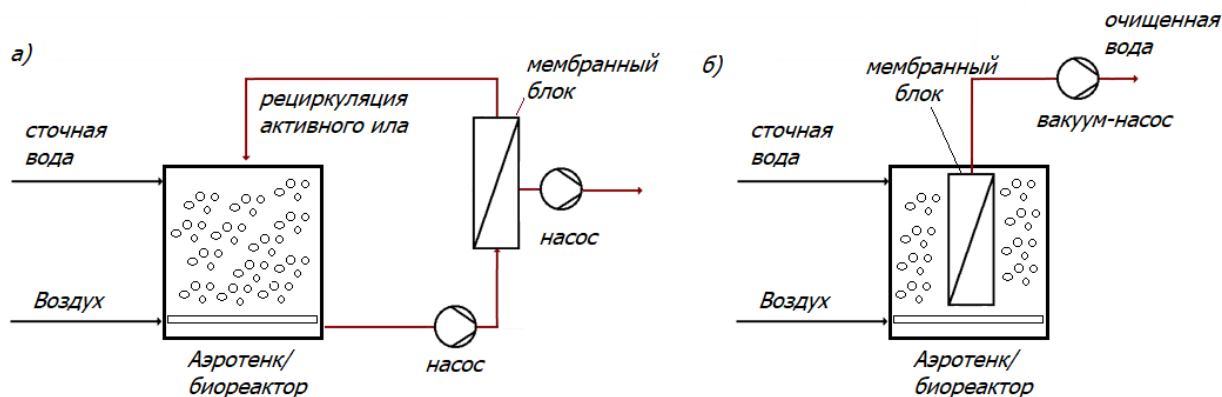 а)
мембранный
блок
рециркуляция
активного ила
сточная
вода
насос
Воздух
насос
Аэротенк/
биореактор
б)
очищенная
вода
мембранный
блок
вакуум-насос
сточная
вода
Воздух
Аэротенк/
биореактор